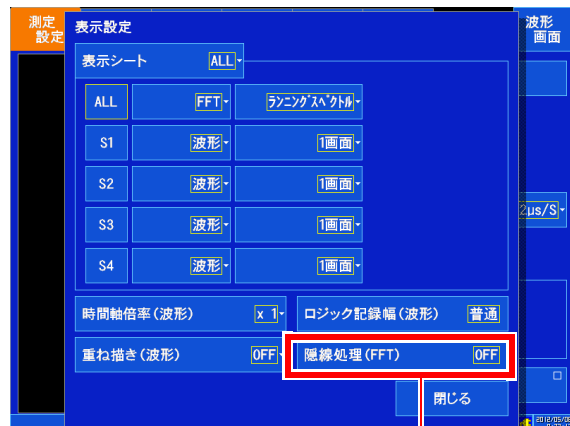 測定
設定
表示設定
波形
画面
表示シート ALL
ALL FFT ランニングスペクトル
S1 波形 1画面
S2 波形 1画面
2μs/S
S3 波形 1画面
S4 波形 1画面
時間軸倍率(波形) x 1 ロジック記録幅(波形) 普通
重ね描き(波形) OFF 隠線処理(FFT) OFF
閉じる